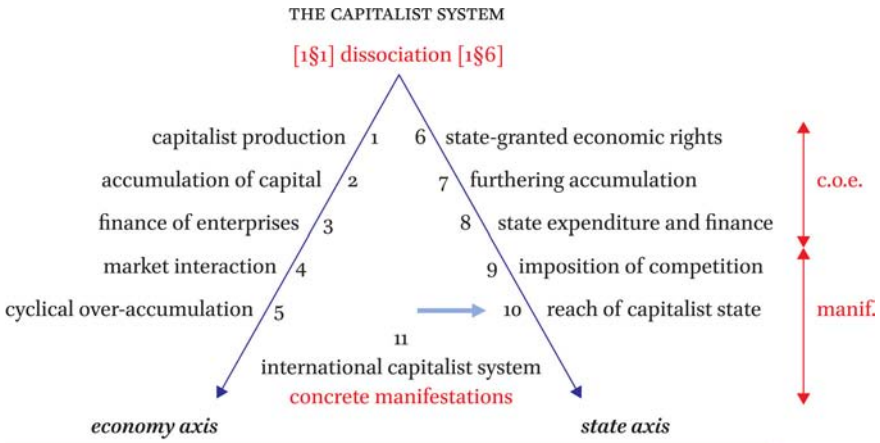 THE CAPITALIST SYSTEM
[1§1] dissociation [1§6]
capitalist production 1 6 state-granted economic rights
accumulation of capital 2 7 furthering accumulation
c.o.e.
finance of enterprises 3 8 state expenditure and finance
market interaction 4 9 imposition of competition
cyclical over-accumulation 5 10 reach of capitalist state manif.
11
international capitalist system
concrete manifestations
economy axis state axis